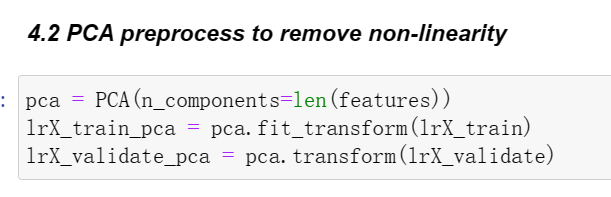 4.2 PCA preprocess to remove non-linearity
: pca = PCA(n_components=len(features))
lrX_train_pca = pca.fit_transform(lrX_train)
lrX_validate_pca = pca.transform(lrX_validate)